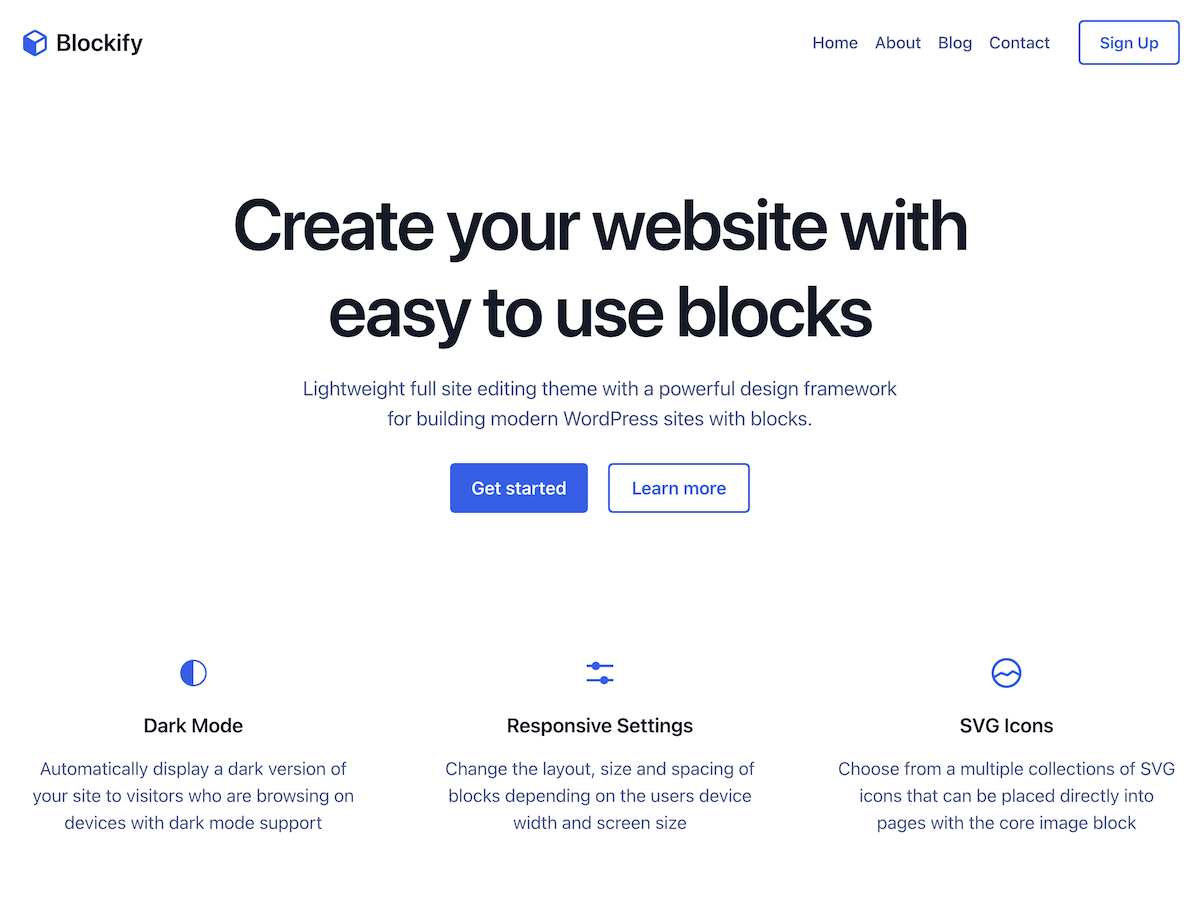 Blockify
Home About Blog Contact Sign Up
Create your website with
easy to use blocks
Lightweight full site editing theme with a powerful design framework
for building modern WordPress sites with blocks.
Get started Learn more
Dark Mode
Automatically display a dark version of
your site to visitors who are browsing on
devices with dark mode support
Responsive Settings
Change the layout, size and spacing of
blocks depending on the users device
width and screen size
SVG Icons
Choose from a multiple collections of SVG
icons that can be placed directly into
pages with the core image block